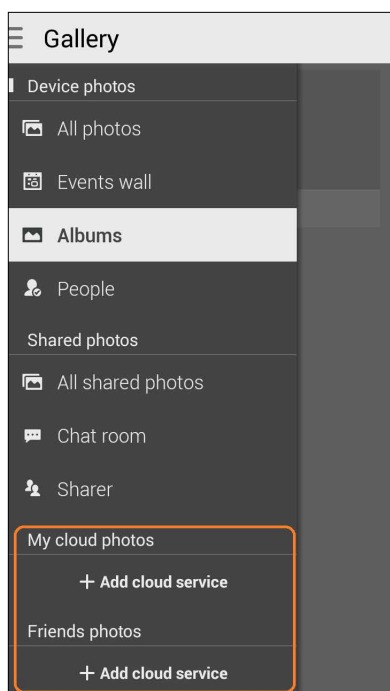 Gallery
Device photos
All photos
Events wall
Albums
People
Shared photos
All shared photos
Chat room
Sharer
My cloud photos
+ Add cloud service
Friends photos
+ Add cloud service